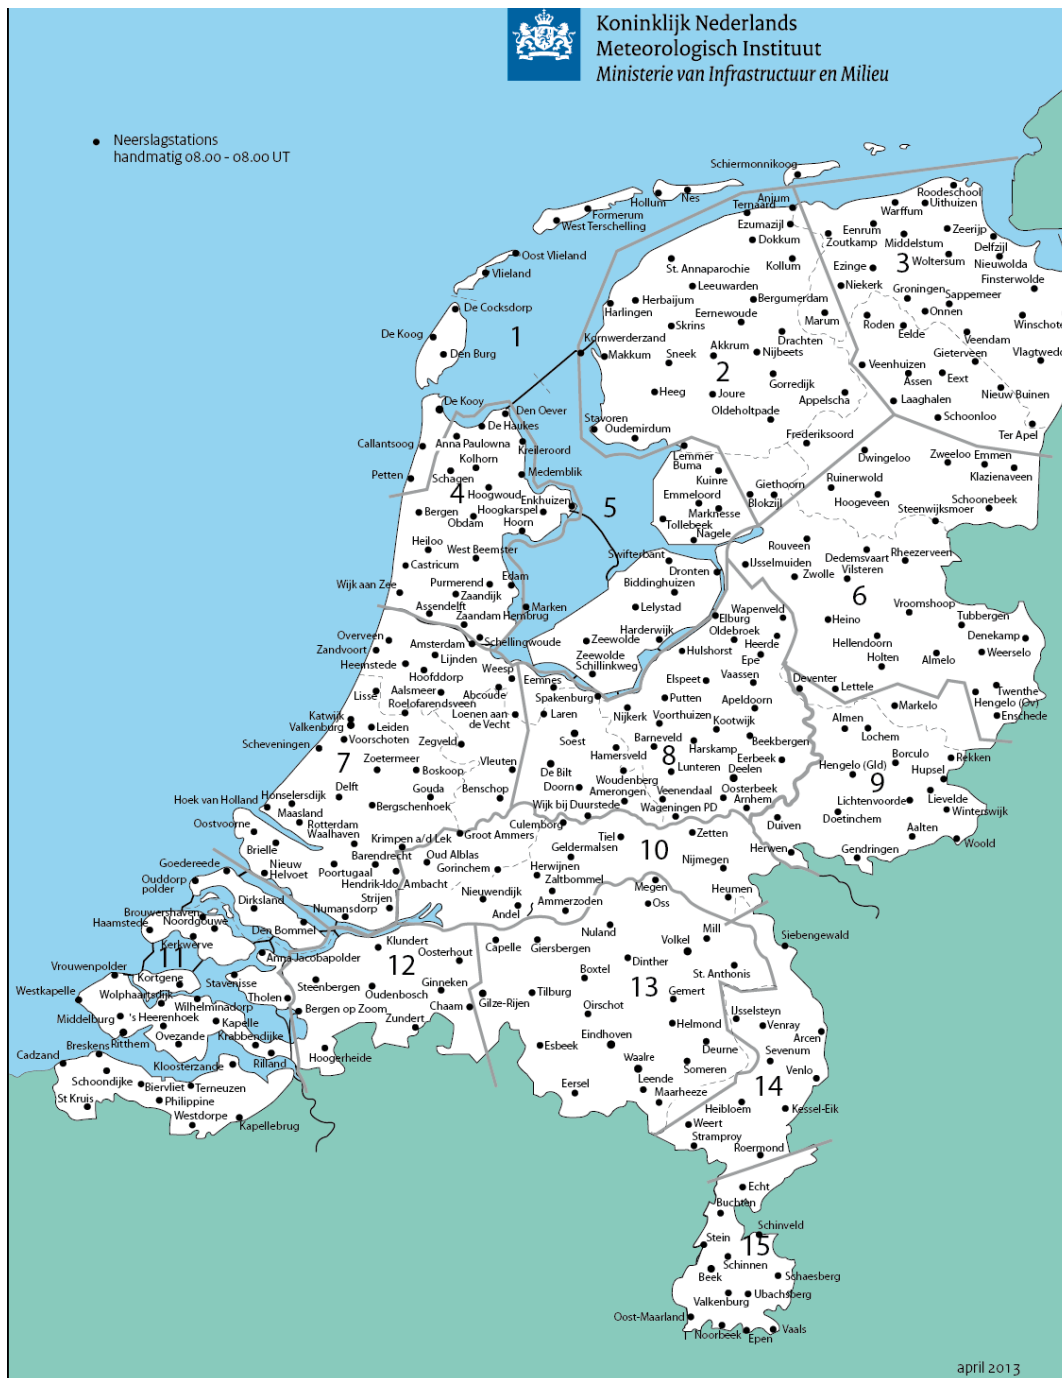 Koninklijk Nederlands
Meteorologisch Instituut
Ministerie van Infrastructuur en Milieu
Neerslagstations
handmatig 08.00 - 08.00 UT
Schiermonnikoog
Hollum
Nes
Anjum
Ternaard
Formerum
West Terschelling
Ezumazijl
Dokkum
Roodeschool
Uithuizen
Warffum
Eenrum
Zoutkamp
Middelstum
Zeerijp
Delfzijl
Oost Vlieland
Vlieland
St. Annaparochie
Kollum
Ezinge
3
Woltersum
Nieuwolda
Finsterwolde
Leeuwarden
Niekerk
Groningen
Sappemeer
De Cocksdorp
Herbaijum
Harlingen
Bergumerdam
Eernewoude
Marum
Onnen
Winschote
De Koog
1
Kornwerderzand
Skrins
Drachten
Roden
Eelde
Veendam
Den Burg
Makkum
Sneek
Akkrum
Nijbeets
2
Veenhuizen
Gieterveen
Vlagtwedd
Gorredijk
Assen
Eext
Nieuw Buinen
De Kooy
Heeg
Joure
Appelscha
Laaghalen
Den Oever
De Haukes
Stavoren
Oudemirdum
Oldeholtpade
Schoonloo
Ter Apel
Callantsoog
Anna Paulowna
Kreileroord
Frederiksoord
Lemmer
Buma
Dwingeloo
Kolhorn
Petten
Schagen
Medemblik
Kuinre
Zweeloo
Emmen
Klazienaveen
4
Hoogwoud
Enkhuizen
5
Emmeloord
Giethoorn
Blokzijl
Ruinerwold
Hoogeveen
Schoonebeek
Bergen
Hoogkarspel
Obdam
Hoorn
Marknesse
Tollebeek
Nagele
Steenwijksmoer
Heiloo
West Beemster
Swifterbant
Rouveen
Dedemsvaart
Rheezerveen
Castricum
Dronten
IJsselmuiden
Zwolle
Vilsteren
Wijk aan Zee
Purmerend
Edam
Biddinghuizen
6
Zaandijk
Assendelft
Marken
Lelystad
Wapenveld
Elburg
Vroomshoop
Tubbergen
Zaandam Hembrug
Heino
Overveen
Schellingwoude
Harderwijk
Oldebroek
Hellendoorn
Denekamp
Zandvoort
Amsterdam
Zeewolde
Heerde
Heemstede
Lijnden
Zeewolde
Schillinkweg
Hulshorst
Epe
Holten
Almelo
Weerselo
Hoofddorp
Weesp
Eemnes
Elspeet
Vaassen
Deventer
Lettele
Lisse
Aalsmeer
Abcoude
Spakenburg
Putten
Twenthe
Hengelo (Ov)
Roelofarendsveen
Apeldoorn
Markelo
Katwijk
Loenen aan
de Vecht
Laren
Nijkerk
Enschede
Valkenburg
Leiden
Voorthuizen
Kootwijk
Almen
Lochem
Voorschoten
Zegveld
Soest
Barneveld
Beekbergen
Scheveningen
Hamersveld
8
Harskamp
Eerbeek
Borculo
Rekken
7
Zoetermeer
Boskoop
Vleuten
De Bilt
Lunteren
Deelen
Hengelo (Gld)
9
Hupsel
Doorn
Woudenberg
Amerongen
Veenendaal
Oosterbeek
Lievelde
Honselersdijk
Delft
Gouda
Benschop
Lichtenvoorde
Hoek van Holland
Maasland
Bergschenhoek
Wijk bij Duurstede
Wageningen PD
Arnhem
Doetinchem
Winterswijk
Oostvoorne
Rotterdam
Waalhaven
Krimpen a/d Lek
Groot Ammers
Culemborg
Tiel
Zetten
Duiven
Aalten
Woold
Brielle
Barendrecht
Oud Alblas
Geldermalsen
10
Herwen
Gendringen
Goedereede
Nieuw
Helvoet
Poortugaal
Gorinchem
Herwijnen
Nijmegen
Ouddorp
polder
Hendrik-Ido Ambacht
Zaltbommel
Megen
Heumen
Dirksland
Strijen
Nieuwendijk
Oss
Brouwershaven
Numansdorp
Andel
Ammerzoden
Haamstede
Noordgouwe
Den Bommel
Nuland
Mill
Siebengewald
Kerkwerve
11
Klundert
Capelle
Giersbergen
Volkel
Anna Jacobapolder
12
Oosterhout
Dinther
Vrouwenpolder
Kortgene
Stavenisse
Steenbergen
Boxtel
St. Anthonis
Westkapelle
Wolphaartsdijk
Tholen
Oudenbosch
Ginneken
Tilburg
13
Gemert
Wilhelminadorp
Gilze-Rijen
Oirschot
IJsselsteyn
Middelburg
's Heerenhoek
Kapelle
Bergen op Zoom
Chaam
Zundert
Helmond
Venray
Ritthem
Ovezande
Krabbendijke
Eindhoven
Deurne
Arcen
Breskens
Hoogerheide
Esbeek
Sevenum
Cadzand
Kloosterzande
Rilland
Waalre
Someren
Venlo
Schoondijke
Biervliet
Terneuzen
Leende
14
St Kruis
Philippine
Eersel
Maarheeze
Heibloem
Kessel-Eik
Westdorpe
Kapellebrug
Weert
Stramproy
Roermond
Echt
Buchten
Schinveld
Stein
15
Schinnen
Beek
Schaesberg
Valkenburg
Ubachsberg
Oost-Maarland
Noorbeek
Epen
Vaals
april 2013